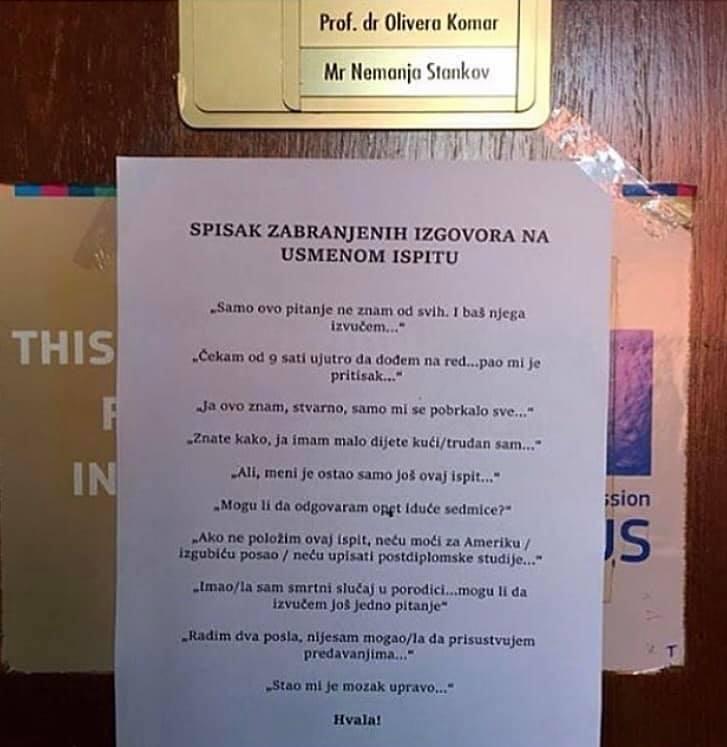 Prof. dr Olivera Komar
Mr Nemanja Stankov
SPISAK ZABRANJENIH IZGOVORA NA
USMENOM ISPITU
„Samo ovo pitanje ne znam od svih. I baš njega
izvučem...“
„Čekam od 9 sati ujutro da dođem na red...pao mi je
pritisak...“
„Ja ovo znam, stvarno, samo mi se pobrkalo sve...“
„Znate kako, ja imam malo dijete kući/trudan sam...“
„Ali, meni je ostao samo još ovaj ispit...“
„Mogu li da odgovaram opet iduće sedmice?“
„Ako ne položim ovaj ispit, neću moći za Ameriku /
izgubiću posao / neću upisati postdiplomske studije...“
„Imao/la sam smrtni slučaj u porodici...mogu li da
izvučem još jedno pitanje“
„Radim dva posla, nijesam mogao/la da prisustvujem
predavanjima...“
„Stao mi je mozak upravo...“
Hvala!
THIS
IN
ssion
US
T